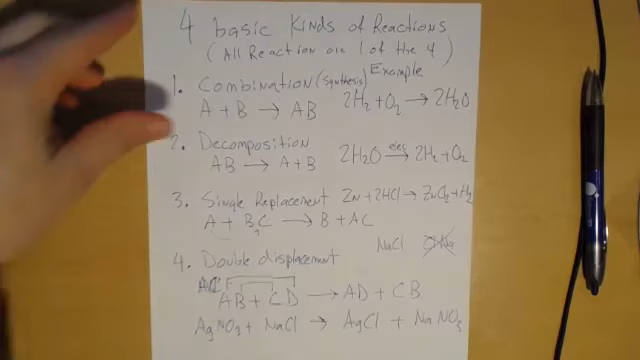 4 basic Kinds of Reactions
(All Reaction are 1 of the 4)
1. Combination (Synthesis) Example
A + B → AB 2H₂ + O₂ → 2H₂O
2. Decomposition
AB → A + B 2H₂O elec→ 2H₂ + O₂
3. Single Replacement Zn + 2HCl → ZnCl₂ + H₂
A + BC → B + AC
NaCl
4. Double displacement
AB + CD → AD + CB
AgNO₃ + NaCl → AgCl + NaNO₃